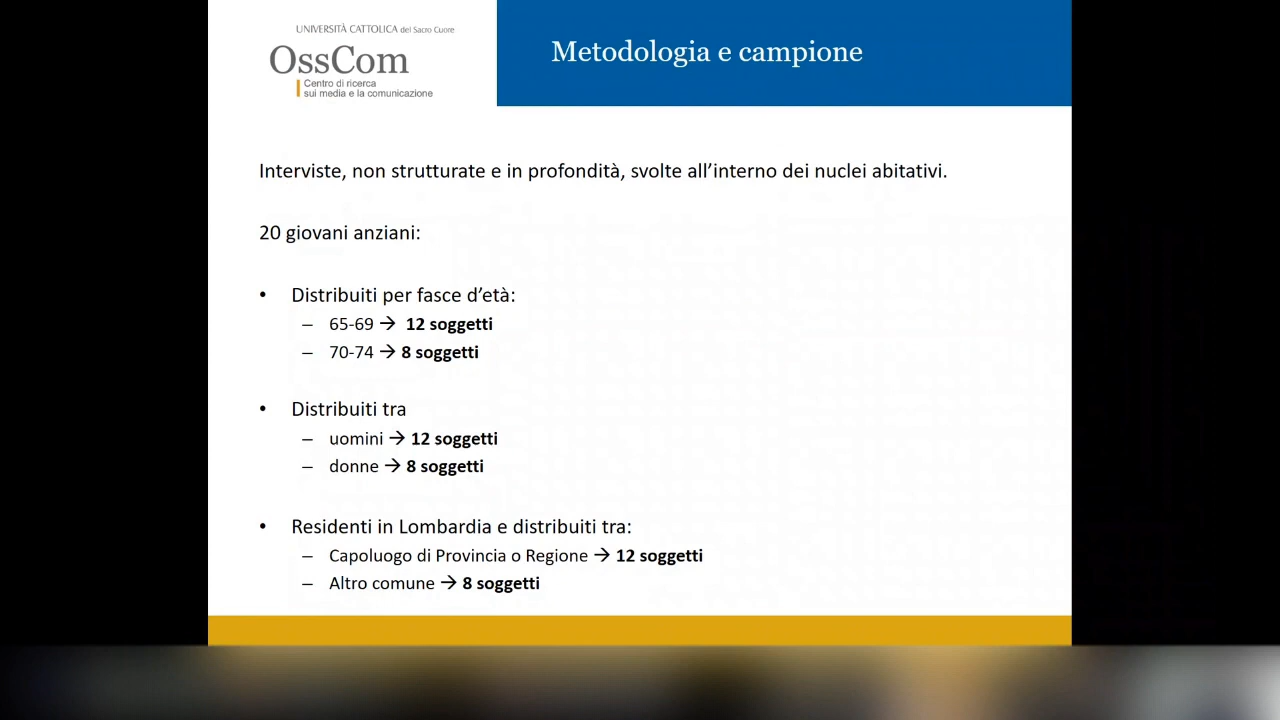 UNIVERSITÀ CATTOLICA del Sacro Cuore
OssCom
Centro di ricerca
sui media e la comunicazione
Metodologia e campione
Interviste, non strutturate e in profondità, svolte all’interno dei nuclei abitativi.
20 giovani anziani:
• Distribuiti per fasce d’età:
– 65-69 → 12 soggetti
– 70-74 → 8 soggetti
• Distribuiti tra
– uomini → 12 soggetti
– donne → 8 soggetti
• Residenti in Lombardia e distribuiti tra:
– Capoluogo di Provincia o Regione → 12 soggetti
– Altro comune → 8 soggetti